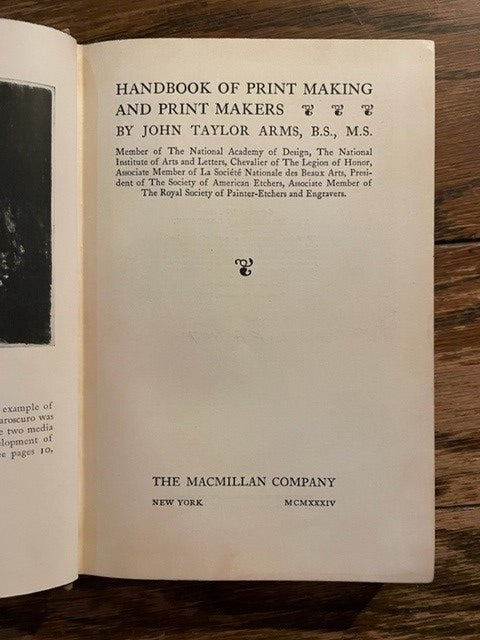 HANDBOOK OF PRINT MAKING
AND PRINT MAKERS
BY JOHN TAYLOR ARMS, B.S., M.S.
Member of The National Academy of Design, The National
Institute of Arts and Letters, Chevalier of The Legion of Honor,
Associate Member of La Société Nationale des Beaux Arts, Presi-
dent of The Society of American Etchers, Associate Member of
The Royal Society of Painter-Etchers and Engravers.
THE MACMILLAN COMPANY
NEW YORK MCMXXXIV
example of
aroscuro was
two media
elopment of
pages 10,